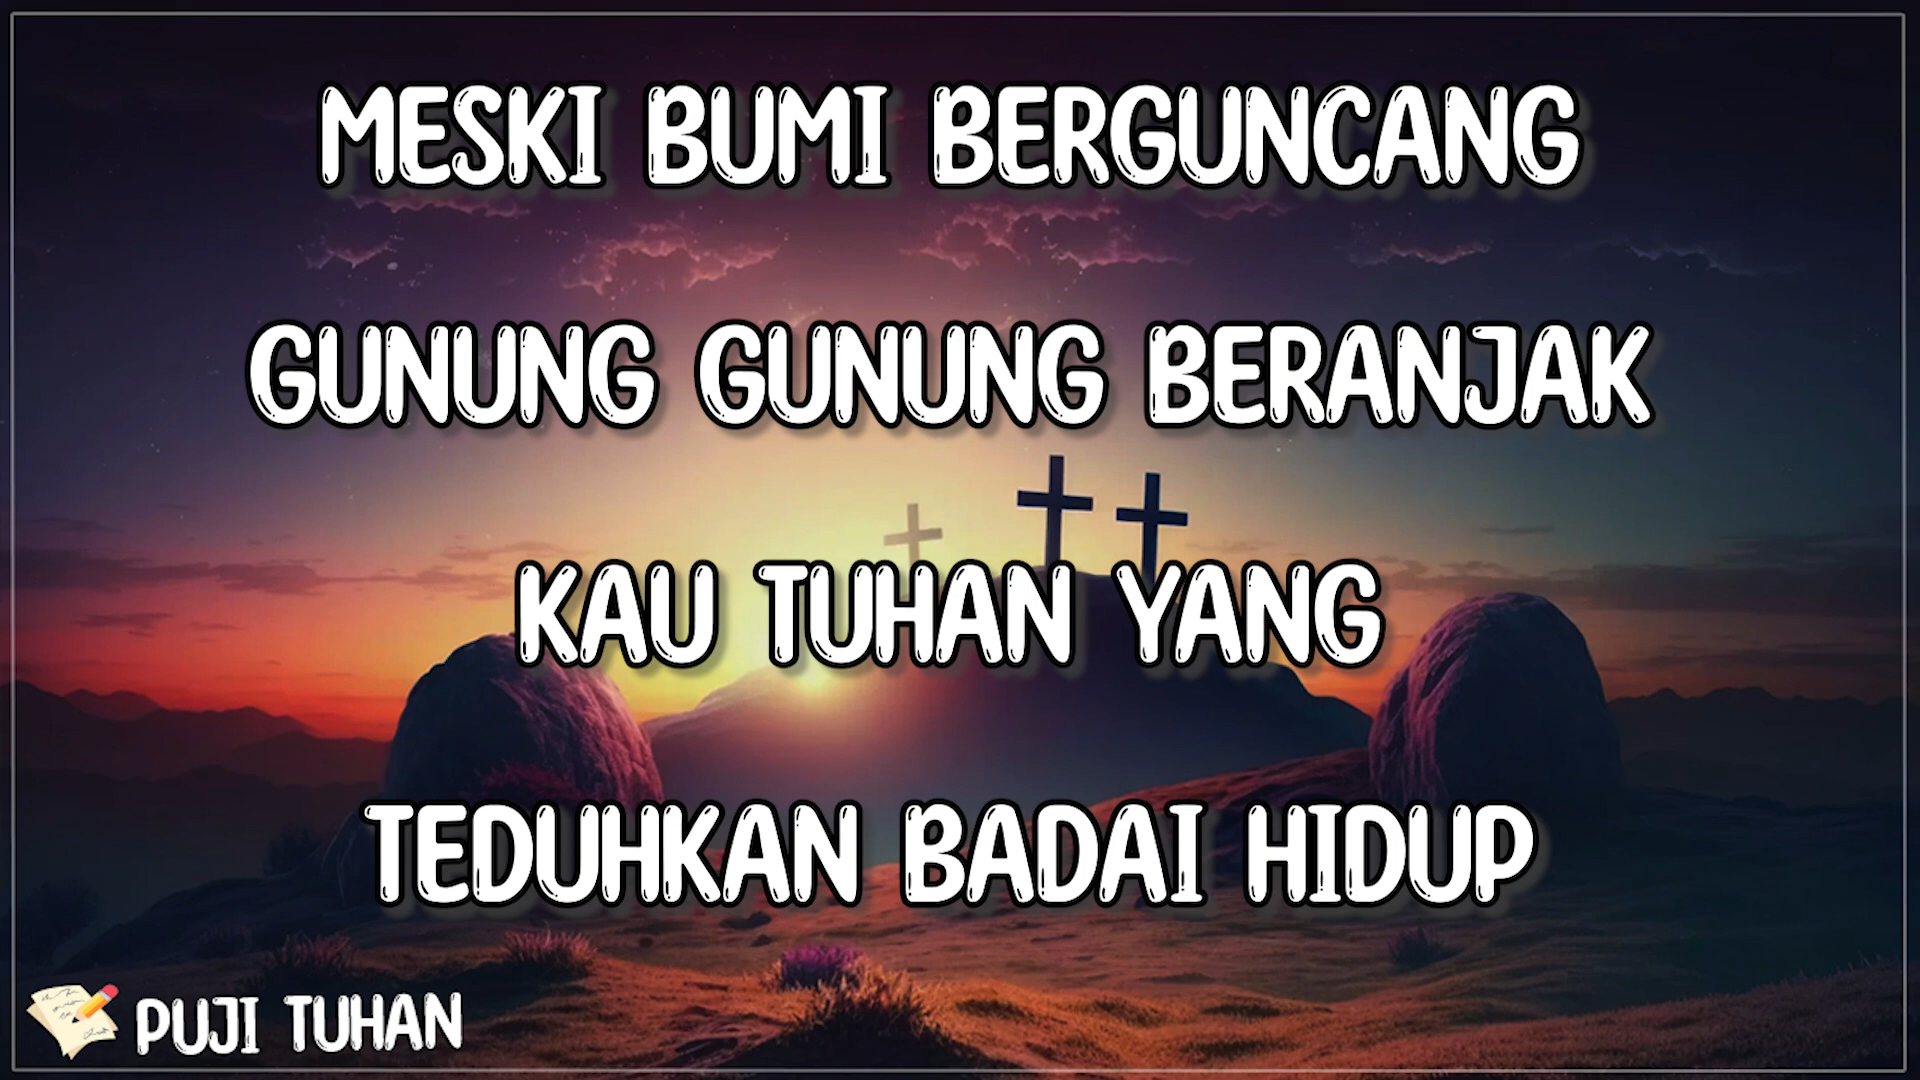 MESKI BUMI BERGUNCANG
GUNUNG GUNUNG BERANJAK
KAU TUHAN YANG
TEDUHKAN BADAI HIDUP
PUJI TUHAN